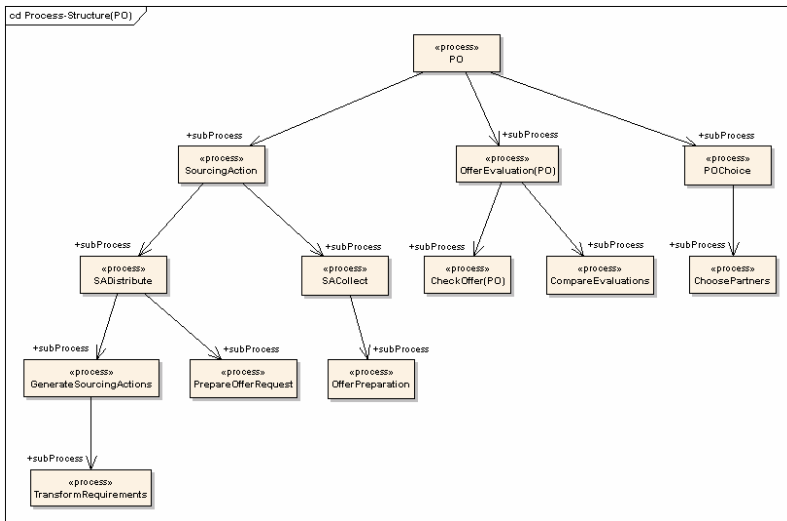 cd Process-Structure(PO)
«process»
PO
+subProcess
+subProcess
+subProcess
«process»
SourcingAction
«process»
OfferEvaluation(PO)
«process»
POChoice
+subProcess
+subProcess
+subProcess
+subProcess
+subProcess
«process»
SADistribute
«process»
SACollect
«process»
CheckOffer(PO)
«process»
CompareEvaluations
«process»
ChoosePartners
+subProcess
+subProcess
+subProcess
«process»
GenerateSourcingActions
«process»
PrepareOfferRequest
«process»
OfferPreparation
+subProcess
«process»
TransformRequirements